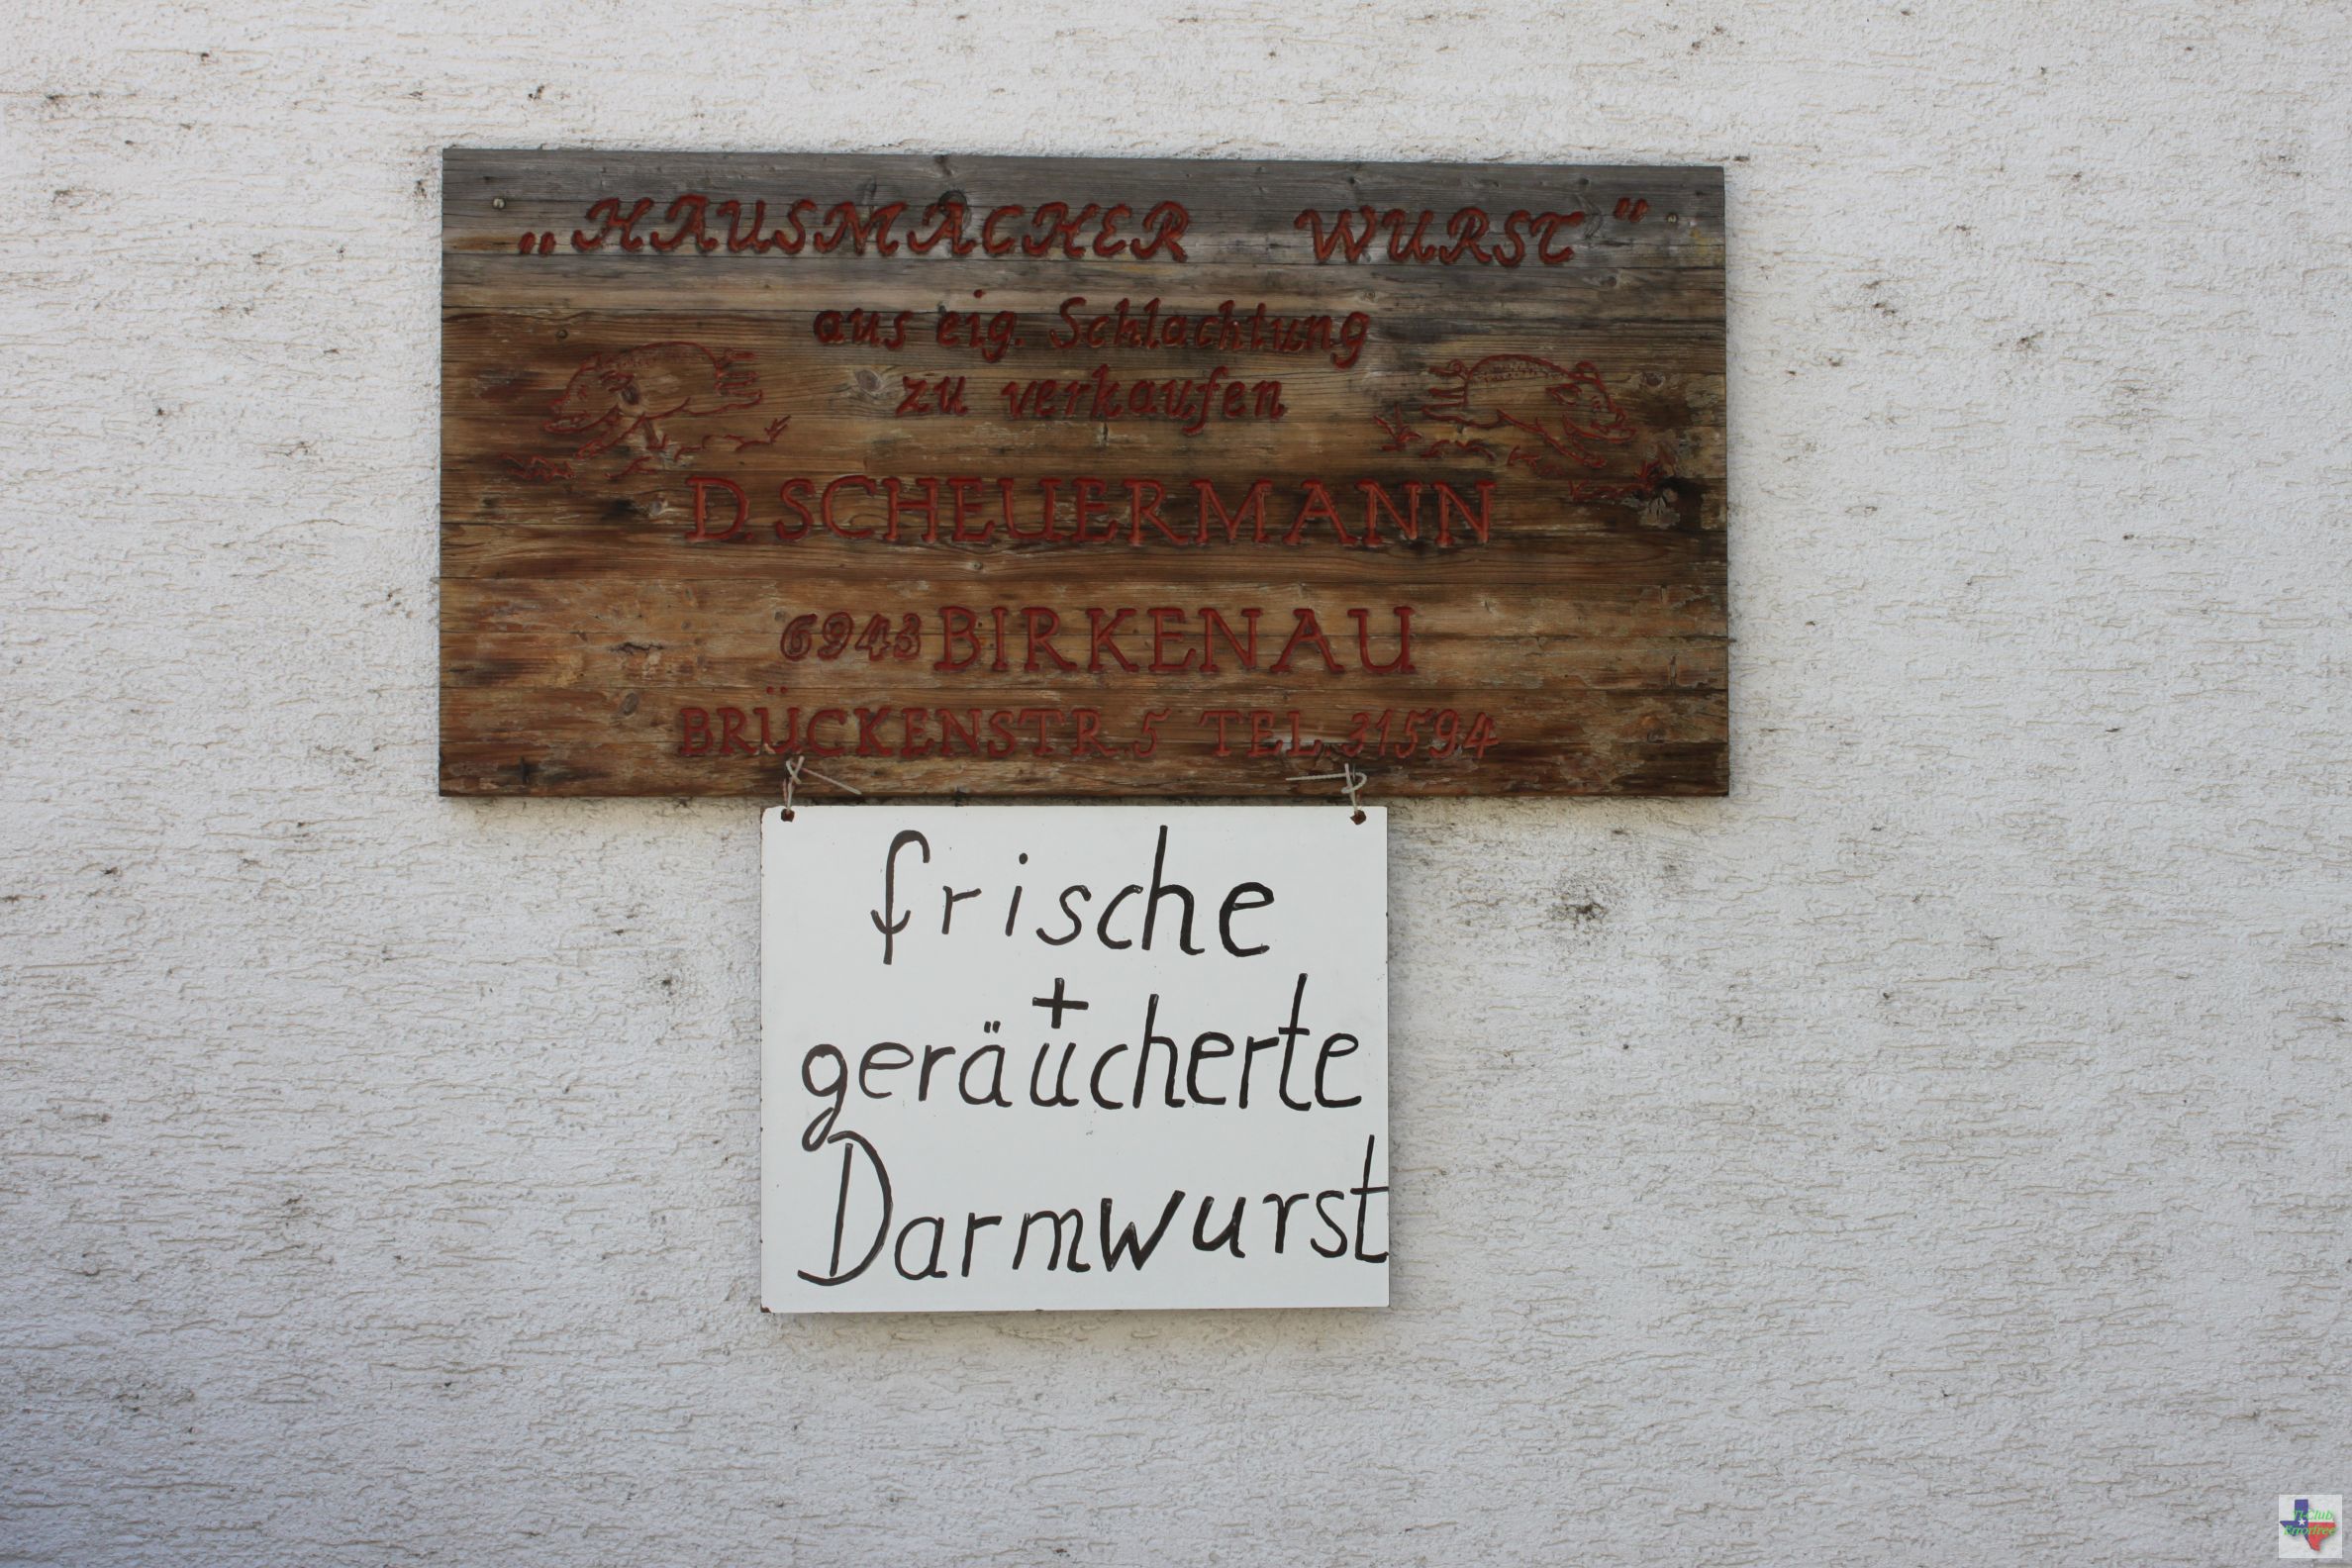 „HAUSMACHER WURST“
aus eig. Schlachtung
zu verkaufen
D. SCHEUERMANN
6943 BIRKENAU
BRÜCKENSTR. 5 TEL. 31594
frische
+
geräucherte
Darmwurst